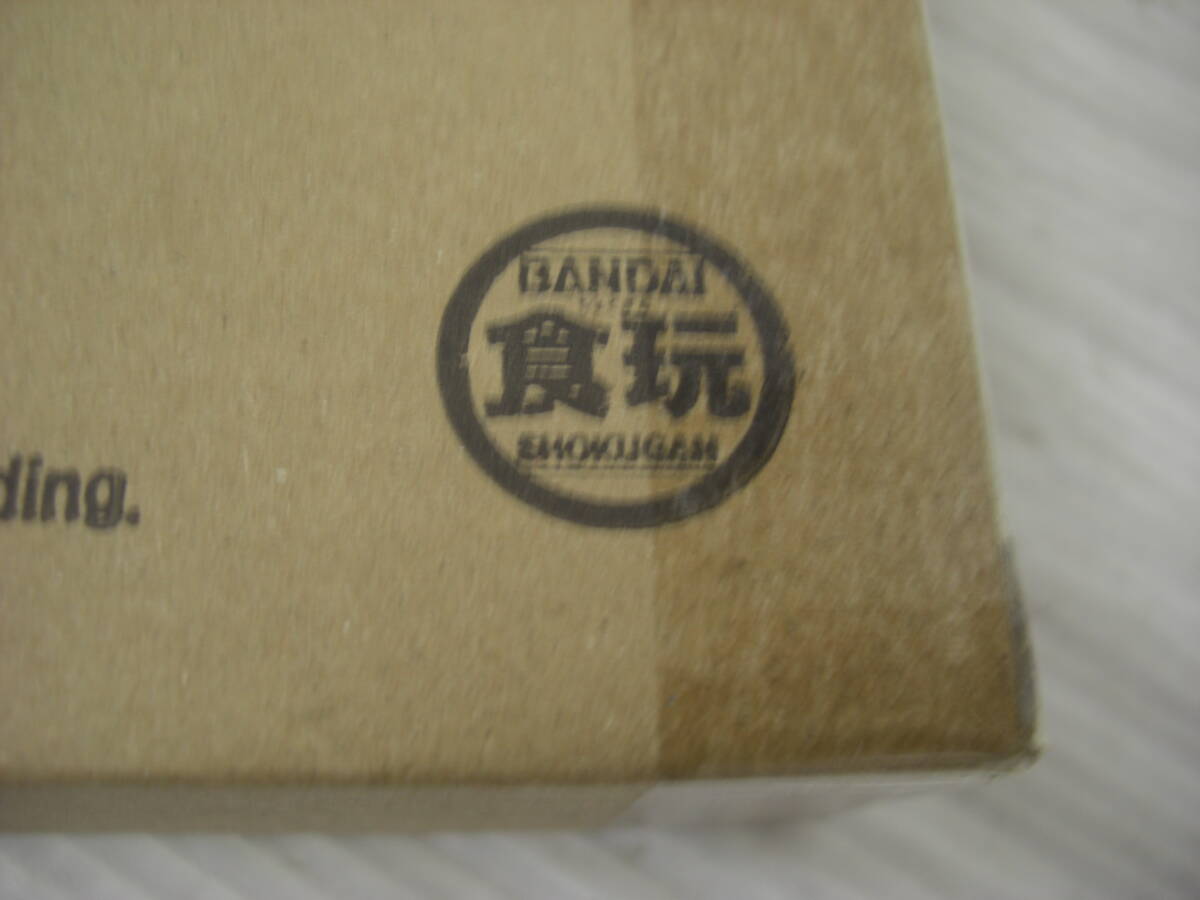 BANDAI
食玩
SHOKUGAN
ding.